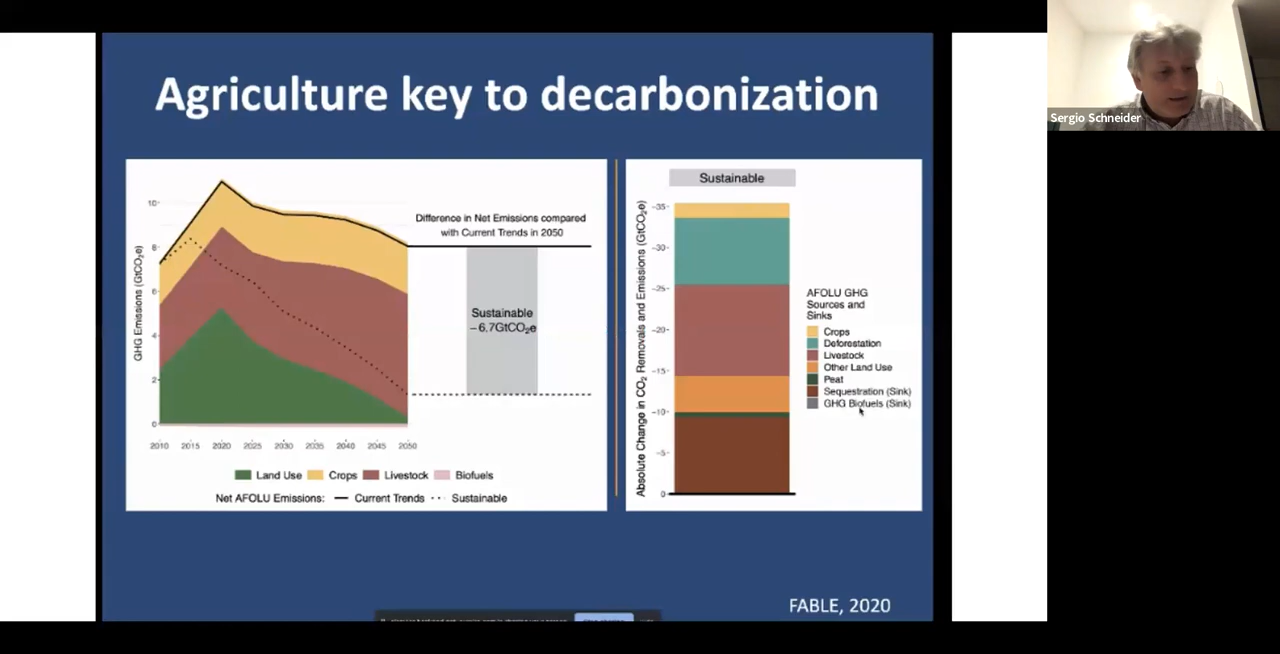 Agriculture key to decarbonization
Sergio Schneider
GHG Emissions (GtCO₂e)
10
8
6
4
2
0
2010 2015 2020 2025 2030 2035 2040 2045 2050
Difference in Net Emissions compared
with Current Trends in 2050
Sustainable
−6.7GtCO₂e
Land Use Crops Livestock Biofuels
Net AFOLU Emissions: Current Trends Sustainable
Sustainable
Absolute Change in CO₂ Removals and Emissions (GtCO₂e)
-35
-30
-25
-20
-15
-10
-5
0
AFOLU GHG
Sources and
Sinks
Crops
Deforestation
Livestock
Other Land Use
Peat
Sequestration (Sink)
GHG Biofuels (Sink)
FABLE, 2020